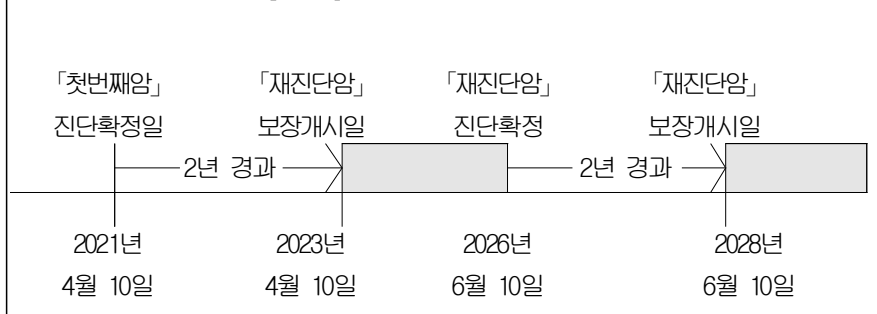 「첫번째암」 「재진단암」 「재진단암」 「재진단암」
진단확정일 보장개시일 진단확정 보장개시일
2년 경과 2년 경과
2021년 2023년 2026년 2028년
4월 10일 4월 10일 6월 10일 6월 10일